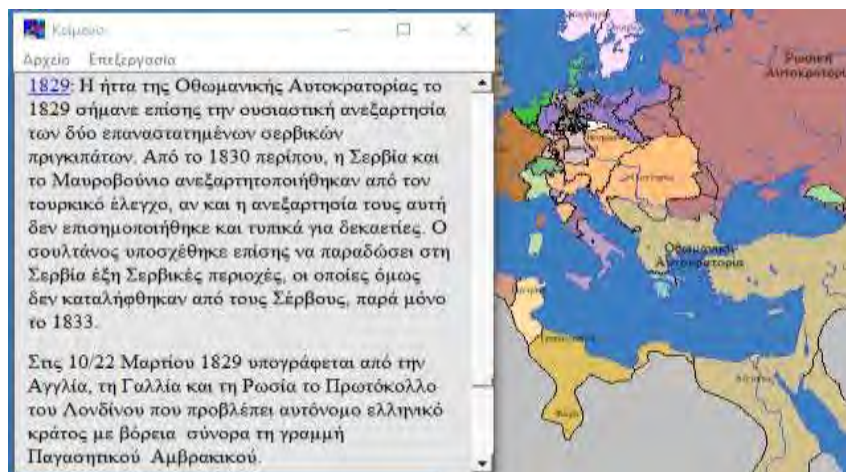 Κείμενο
Αρχείο Επεξεργασία
1829: Η ήττα της Οθωμανικής Αυτοκρατορίας το
1829 σήμανε επίσης την ουσιαστική ανεξαρτησία
των δύο επαναστατημένων σερβικών
πριγκιπάτων. Από το 1830 περίπου, η Σερβία και
το Μαυροβούνιο ανεξαρτητοποιήθηκαν από τον
τουρκικό έλεγχο, αν και η ανεξαρτησία τους αυτή
δεν επισημοποιήθηκε και τυπικά για δεκαετίες. Ο
σουλτάνος υποσχέθηκε επίσης να παραδώσει στη
Σερβία έξη Σερβικές περιοχές, οι οποίες όμως
δεν καταλήφθηκαν από τους Σέρβους, παρά μόνο
το 1833.
Στις 10/22 Μαρτίου 1829 υπογράφεται από την
Αγγλία, τη Γαλλία και τη Ρωσία το Πρωτόκολλο
του Λονδίνου που προβλέπει αυτόνομο ελληνικό
κράτος με βόρεια σύνορα τη γραμμή
Παγασητικού Αμβρακικού.
Ρωσική
Αυτοκρατορία
Οθωμανική
Αυτοκρατορία